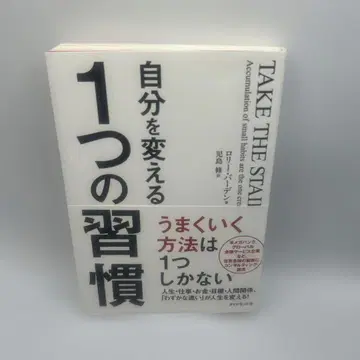 TAKE THE STAI
Accumulation of small habits are the one
自分を変える
1つの習慣
ロリー・バーデン 著
児島 修 訳
うまくいく
方法は
1つ
しかない
人生・仕事・お金・目標・人間関係、
「わずかな違い」が人生を変える!